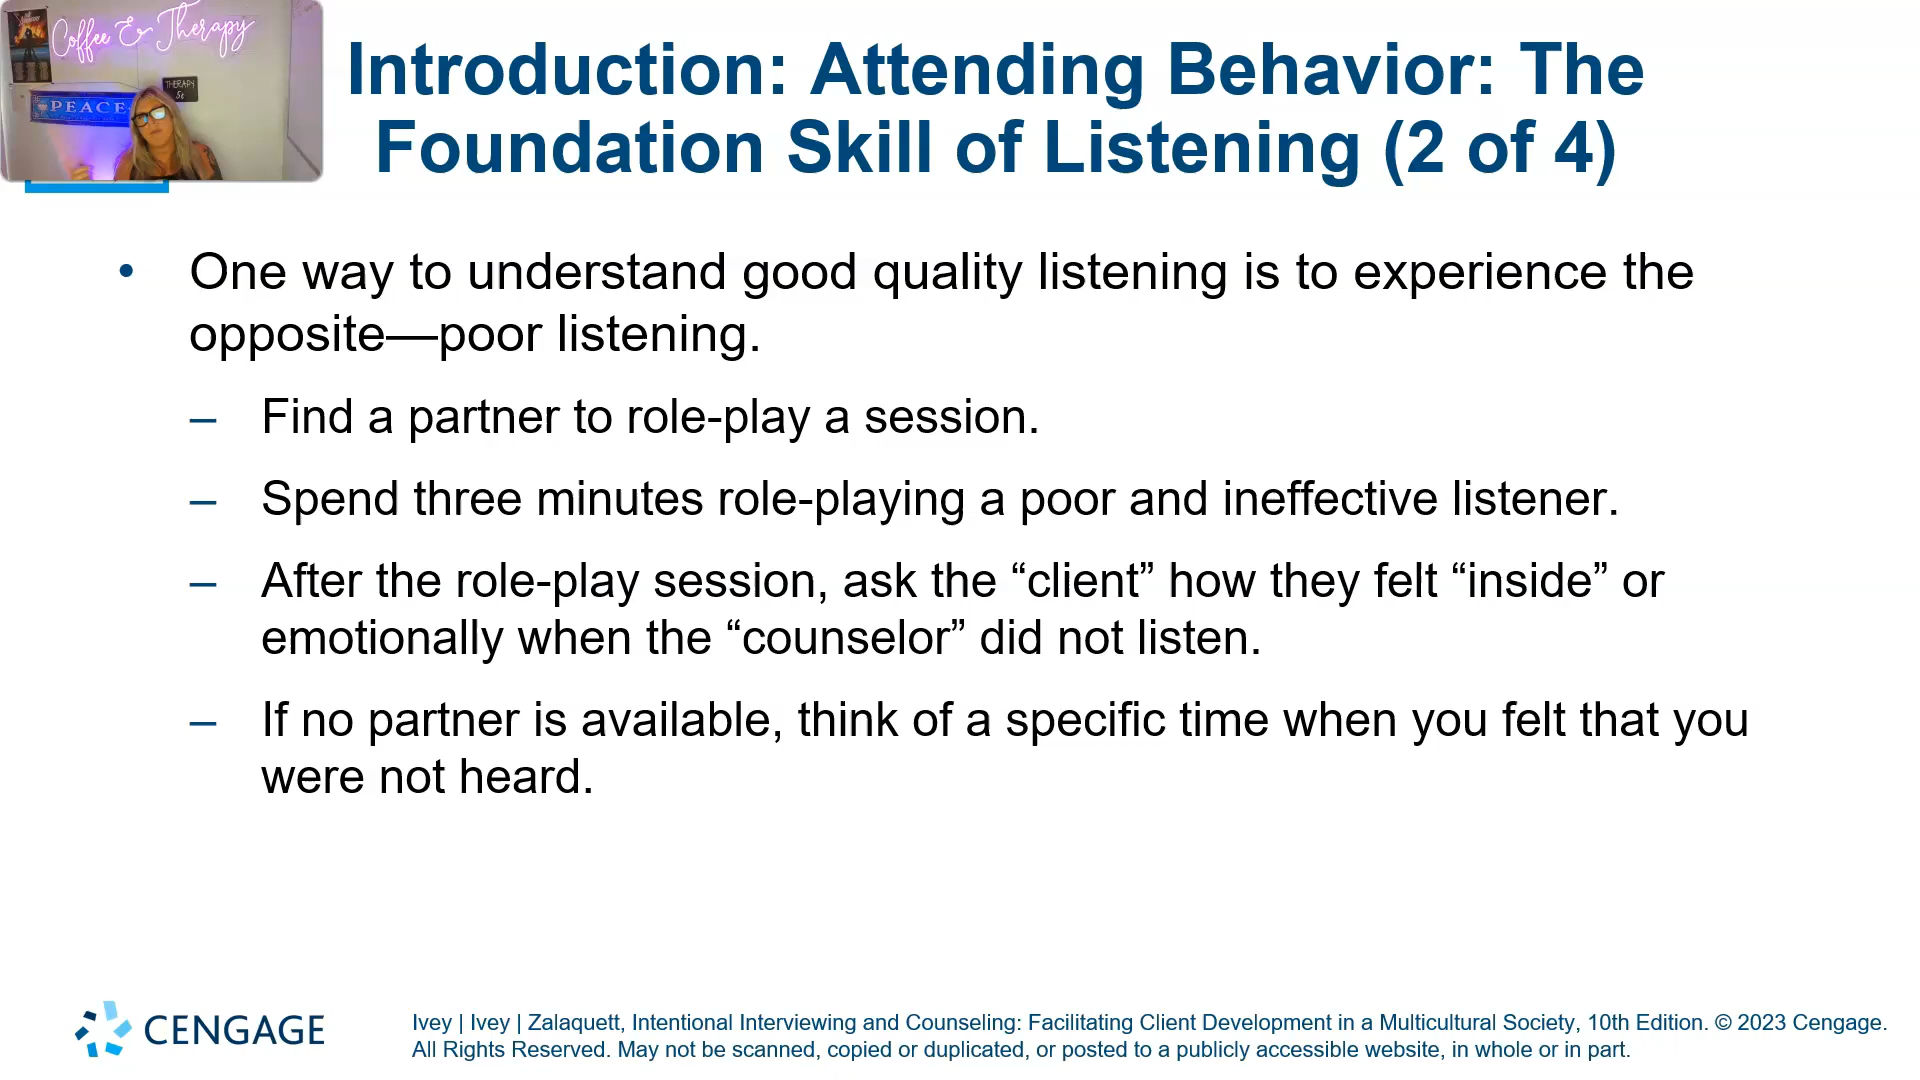 Coffee & Therapy
THERAPY
5¢
PEACE
Introduction: Attending Behavior: The
Foundation Skill of Listening (2 of 4)
• One way to understand good quality listening is to experience the
opposite—poor listening.
– Find a partner to role-play a session.
– Spend three minutes role-playing a poor and ineffective listener.
– After the role-play session, ask the “client” how they felt “inside” or
emotionally when the “counselor” did not listen.
– If no partner is available, think of a specific time when you felt that you
were not heard.
CENGAGE
Ivey | Ivey | Zalaquett, Intentional Interviewing and Counseling: Facilitating Client Development in a Multicultural Society, 10th Edition. © 2023 Cengage.
All Rights Reserved. May not be scanned, copied or duplicated, or posted to a publicly accessible website, in whole or in part.